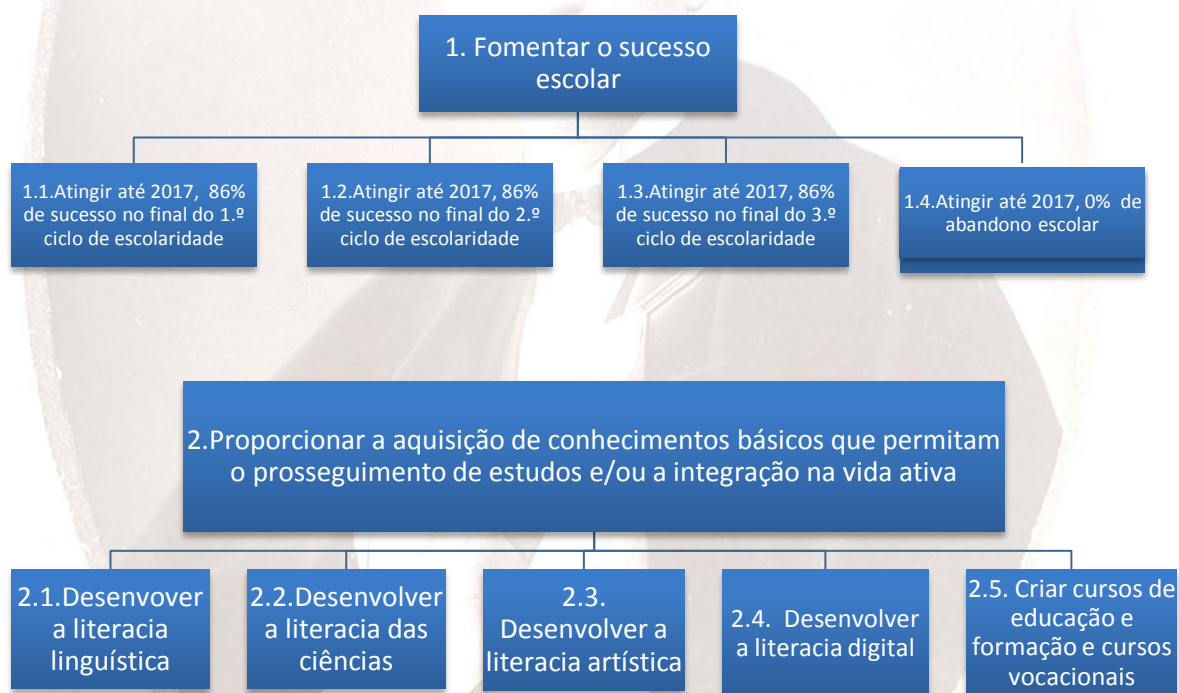 1. Fomentar o sucesso
escolar
1.1.Atingir até 2017, 86%
de sucesso no final do 1.º
ciclo de escolaridade
1.2.Atingir até 2017, 86%
de sucesso no final do 2.º
ciclo de escolaridade
1.3.Atingir até 2017, 86%
de sucesso no final do 3.º
ciclo de escolaridade
1.4.Atingir até 2017, 0% de
abandono escolar
2.Proporcionar a aquisição de conhecimentos básicos que permitam
o prosseguimento de estudos e/ou a integração na vida ativa
2.1.Desenvover
a literacia
linguística
2.2.Desenvolver
a literacia das
ciências
2.3.
Desenvolver a
literacia artística
2.4. Desenvolver
a literacia digital
2.5. Criar cursos de
educação e
formação e cursos
vocacionais